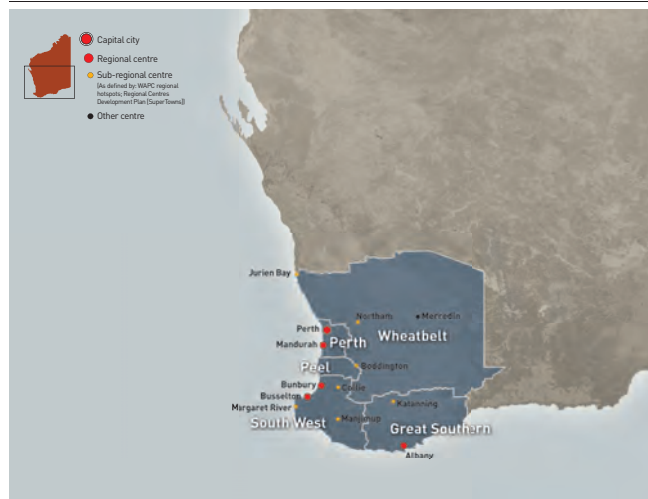 Capital city
Regional centre
Sub-regional centre
(As defined by: WAPC regional
hotspots; Regional Centres
Development Plan (SuperTowns))
Other centre
Jurien Bay
Northam
Merredin
Perth
Perth
Wheatbelt
Mandurah
Peel
Boddington
Bunbury
Collie
Busselton
Margaret River
Katanning
South West
Manjimup
Great Southern
Albany